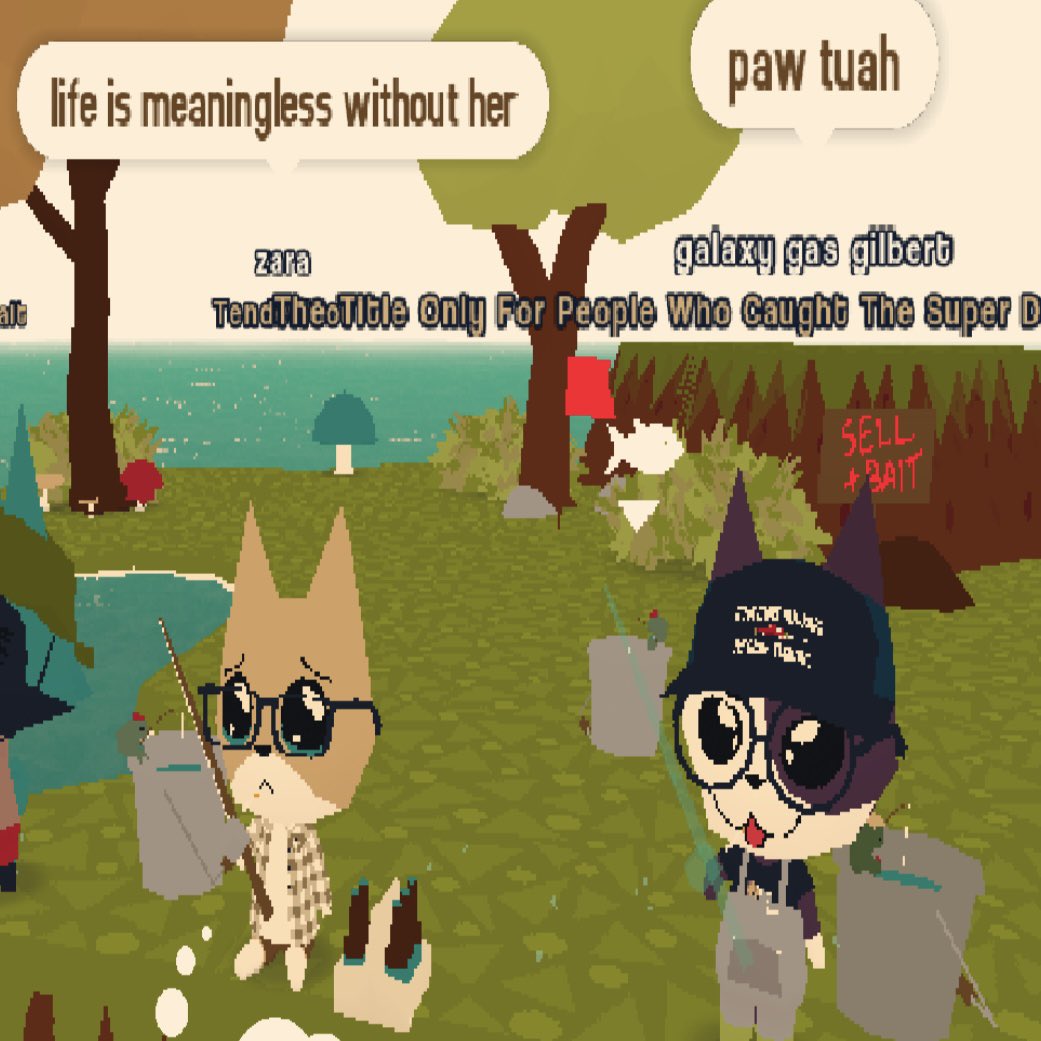 life is meaningless without her
paw tuah
zara
galaxy gas gilbert
TheoTitle Only For People Who Caught The Super D
SELL
+ BAIT